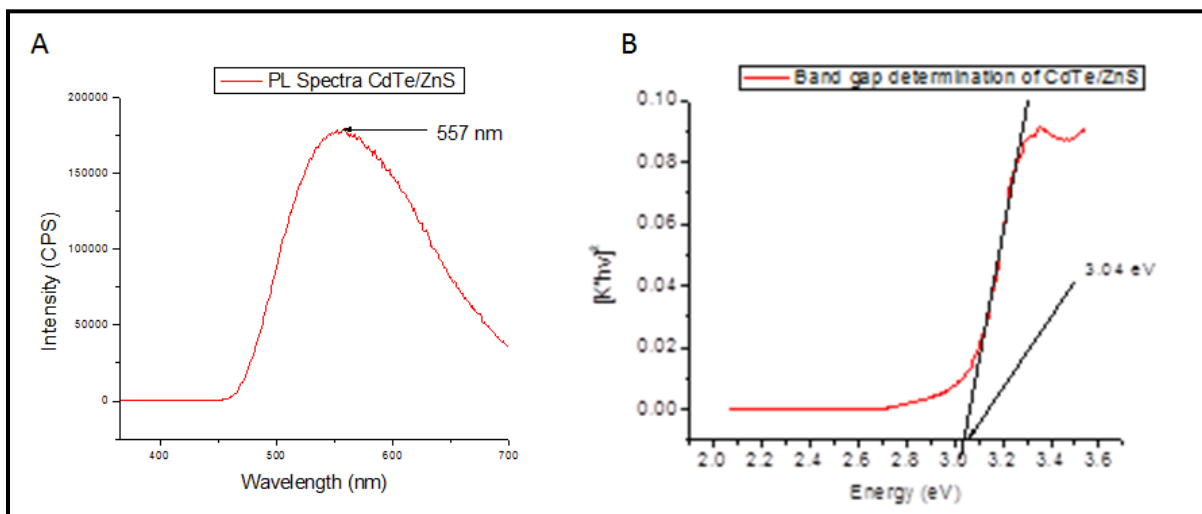 A
PL Spectra CdTe/ZnS
200000
150000
100000
50000
0
Intensity (CPS)
557 nm
400
500
600
700
Wavelength (nm)
B
Band gap determination of CdTe/ZnS
0.10
0.08
0.06
0.04
0.02
0.00
[K*hv]²
3.04 eV
2.0 2.2 2.4 2.6 2.8 3.0 3.2 3.4 3.6
Energy (eV)